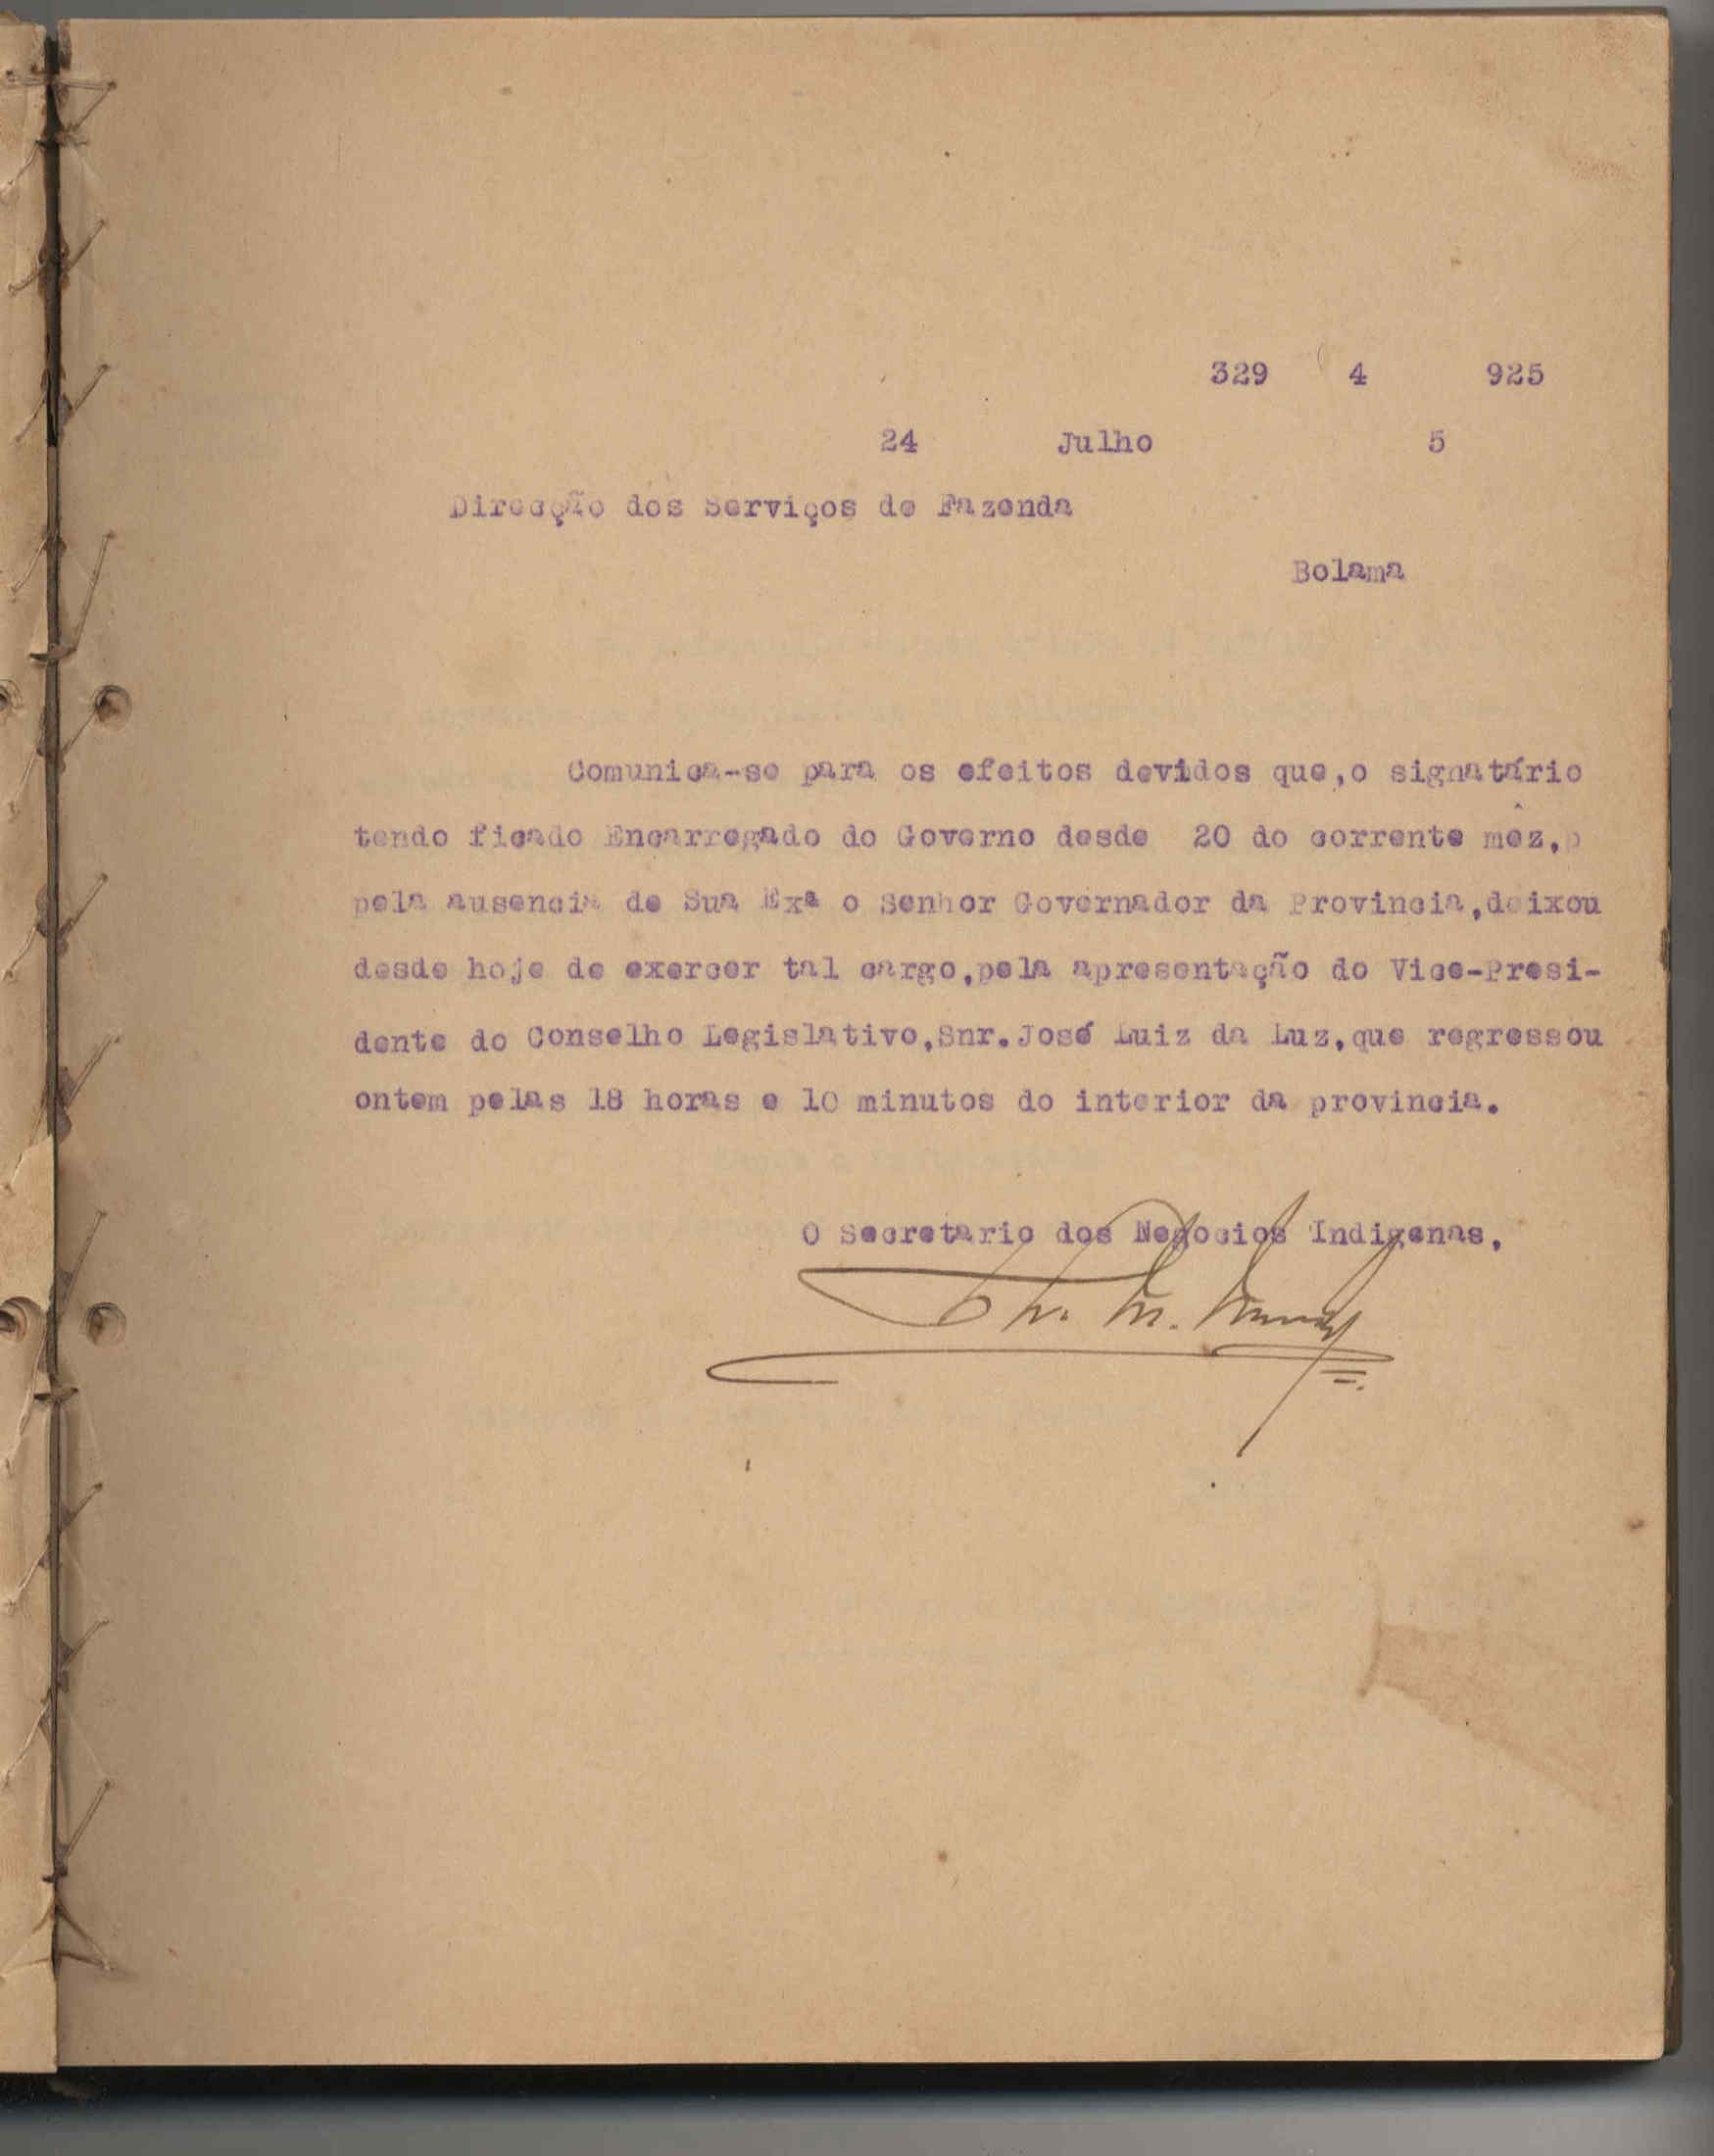 329 4 925
24 Julho 5
Direcção dos Serviços de Fazenda
Bolama
Comunica-se para os efeitos devidos que,o signatário
tendo ficado Encarregado do Governo desde 20 do corrente mêz,p
pela ausencia de Sua Exª o Senhor Governador da Provincia,deixou
desde hoje de exercer tal cargo,pela apresentação do Vice-Presi-
dente do Conselho Legislativo,Snr.José Luiz da Luz,que regressou
ontem pelas 18 horas e 10 minutos do interior da provincia.
O Secretario dos Negocios Indigenas,